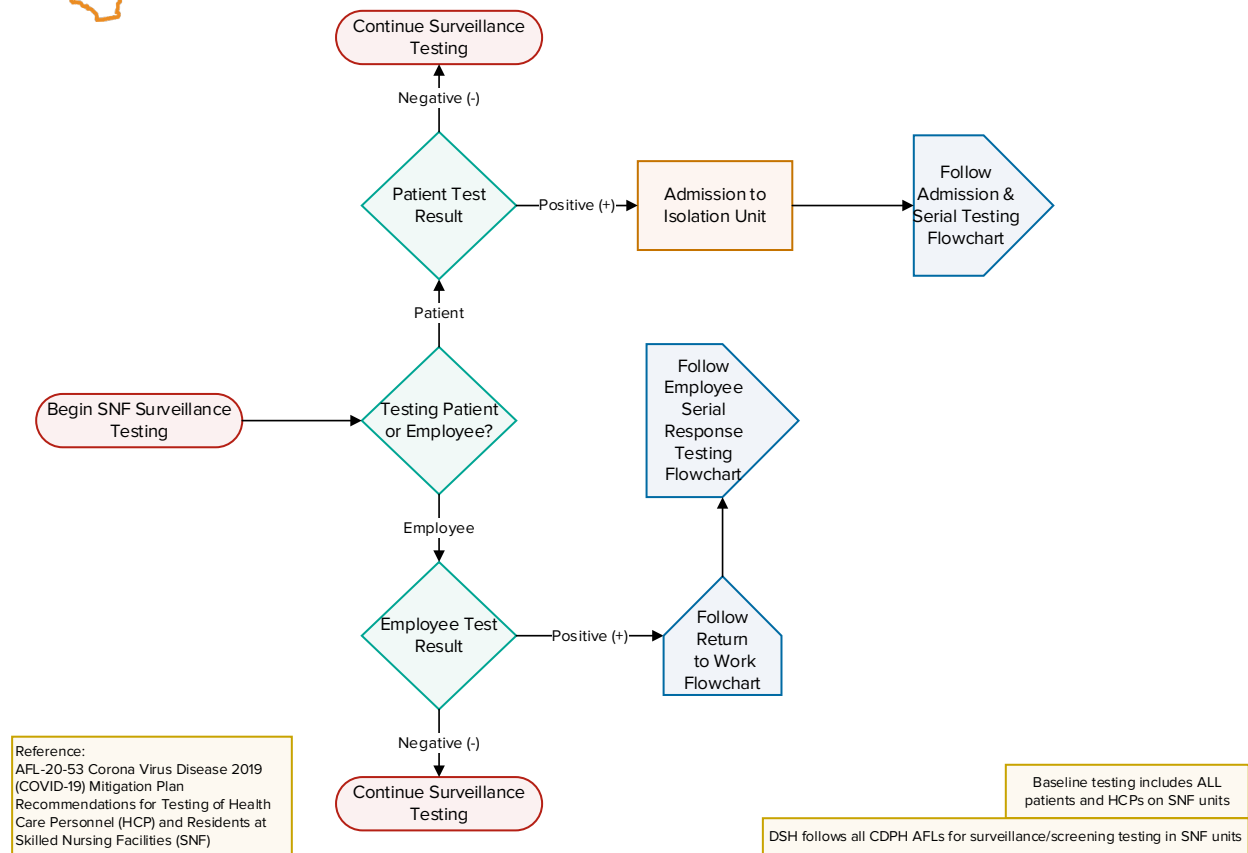 Continue Surveillance
Testing
Negative (-)
Patient Test
Result
Positive (+)
Admission to
Isolation Unit
Follow
Admission &
Serial Testing
Flowchart
Patient
Begin SNF Surveillance
Testing
Testing Patient
or Employee?
Follow
Employee
Serial
Response
Testing
Flowchart
Employee
Employee Test
Result
Positive (+)
Follow
Return
to Work
Flowchart
Negative (-)
Continue Surveillance
Testing
Reference:
AFL-20-53 Corona Virus Disease 2019
(COVID-19) Mitigation Plan
Recommendations for Testing of Health
Care Personnel (HCP) and Residents at
Skilled Nursing Facilities (SNF)
Baseline testing includes ALL
patients and HCPs on SNF units
DSH follows all CDPH AFLs for surveillance/screening testing in SNF units